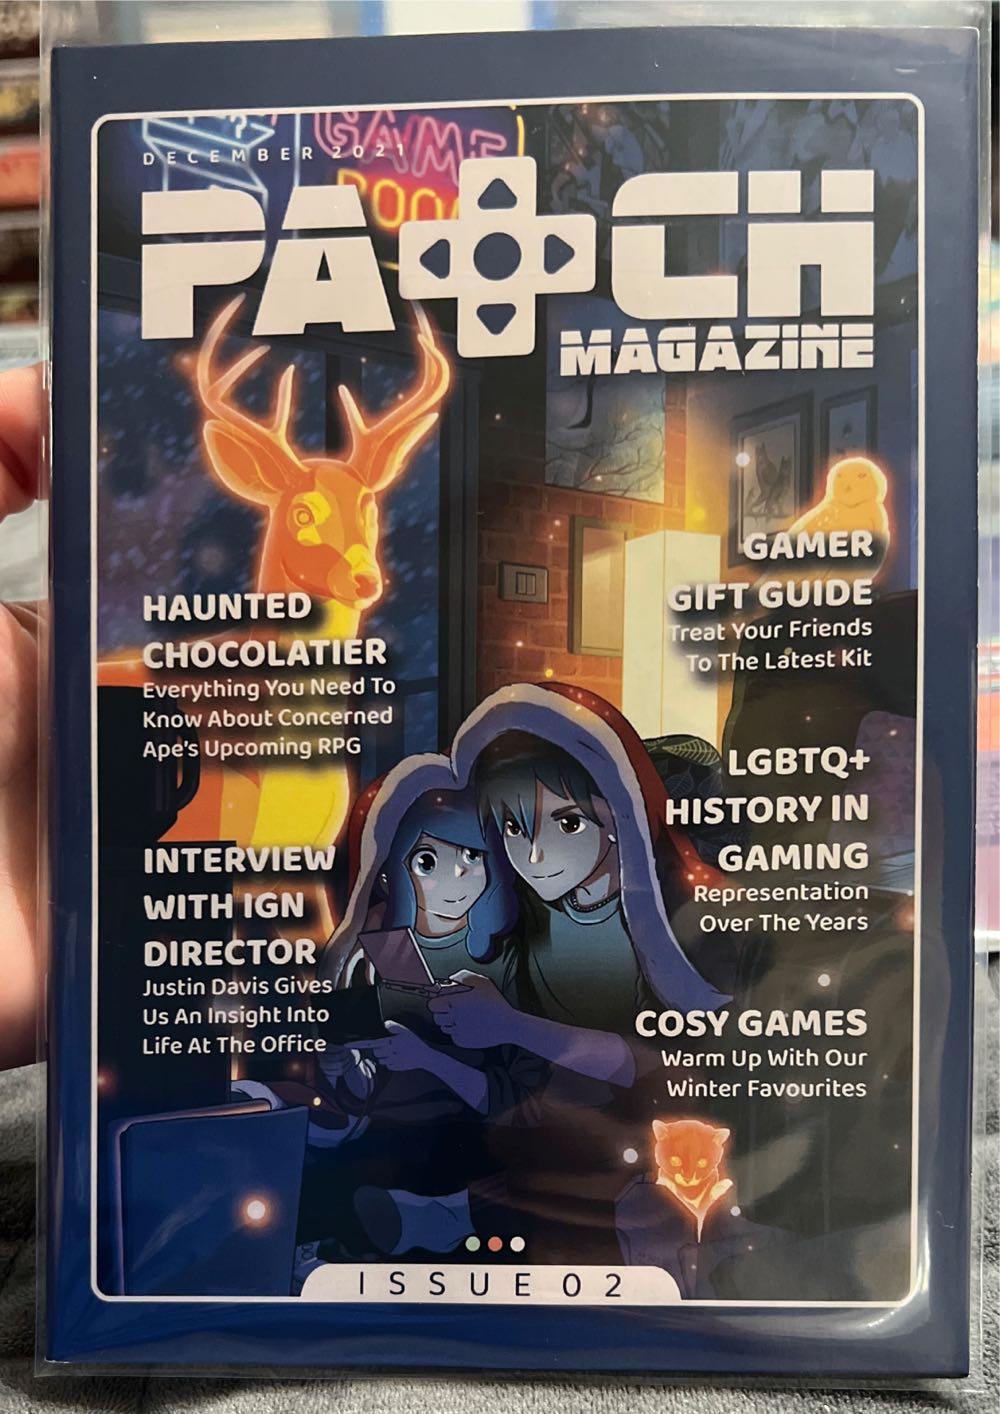 GAME
ROOM
DECEMBER 2021
PATCH
MAGAZINE
HAUNTED
CHOCOLATIER
Everything You Need To
Know About Concerned
Ape's Upcoming RPG
INTERVIEW
WITH IGN
DIRECTOR
Justin Davis Gives
Us An Insight Into
Life At The Office
GAMER
GIFT GUIDE
Treat Your Friends
To The Latest Kit
LGBTQ+
HISTORY IN
GAMING
Representation
Over The Years
COSY GAMES
Warm Up With Our
Winter Favourites
ISSUE 02